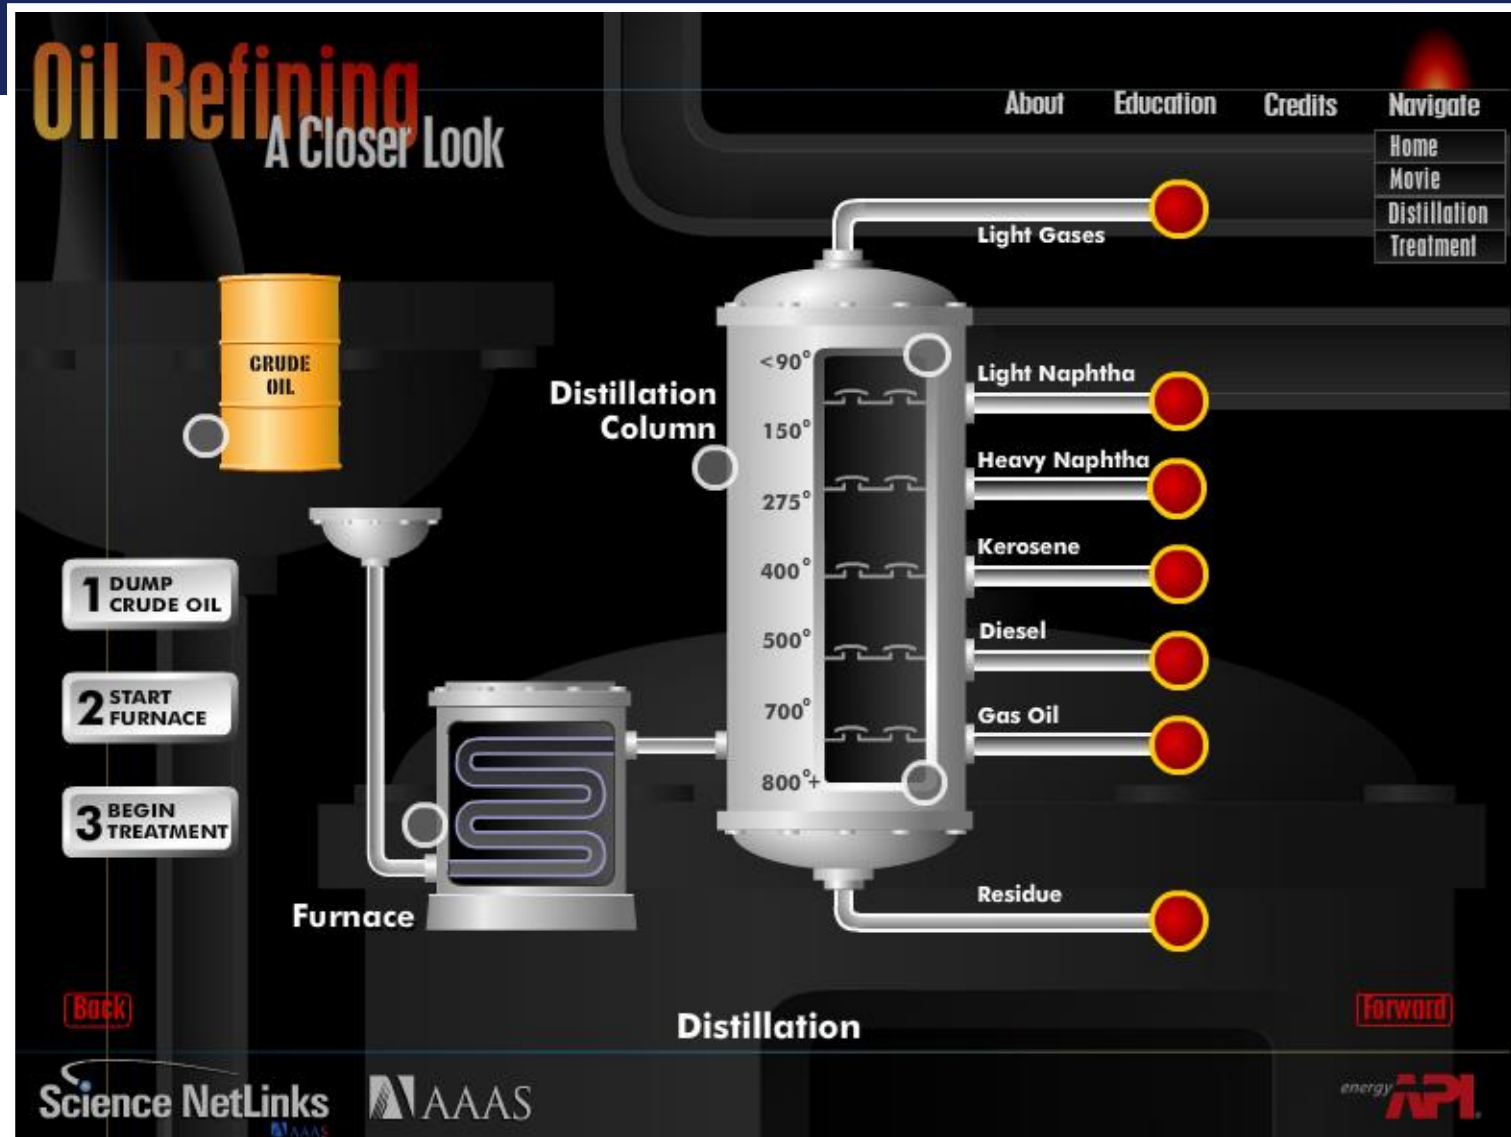 Oil Refining
A Closer Look
About Education Credits Navigate
Home
Movie
Distillation
Treatment
Light Gases
CRUDE
OIL
Distillation
Column
<90°
150°
275°
400°
500°
700°
800°+
Light Naphtha
Heavy Naphtha
Kerosene
Diesel
Gas Oil
Residue
1 DUMP
CRUDE OIL
2 START
FURNACE
3 BEGIN
TREATMENT
Furnace
Back
Distillation
Forward
Science NetLinks
AAAS
AAAS
energy API